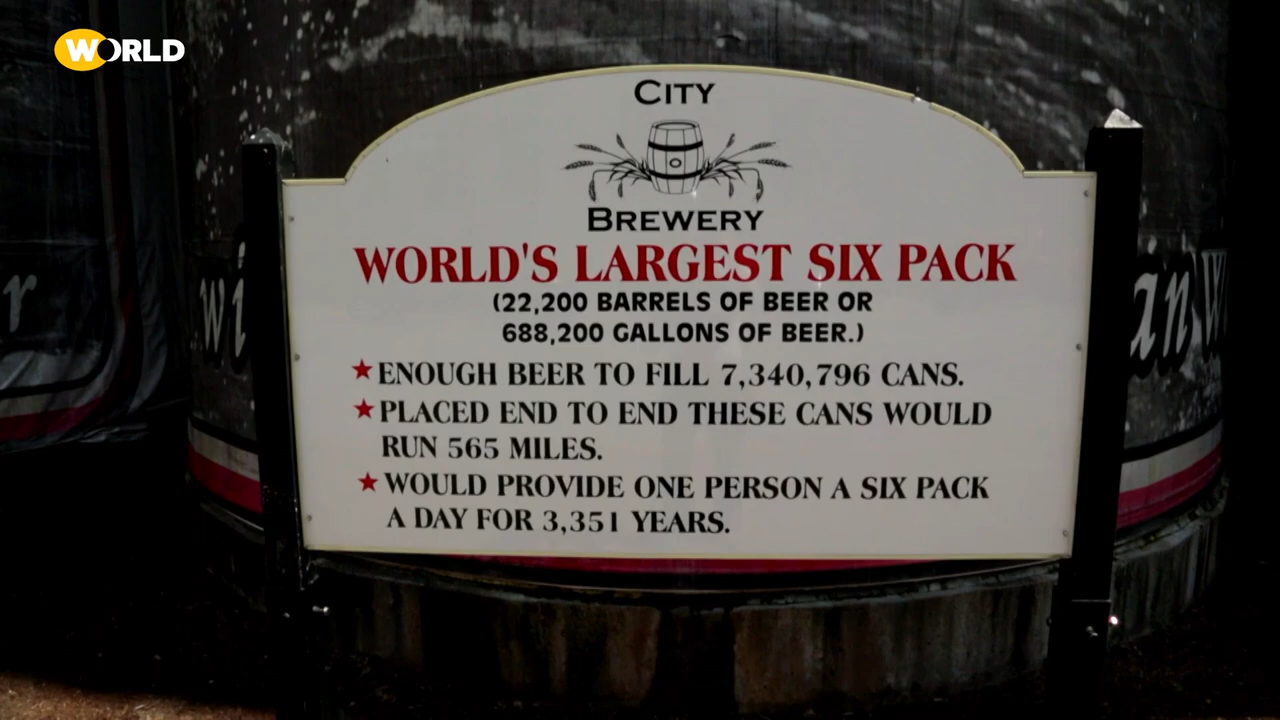 WORLD
CITY
BREWERY
WORLD'S LARGEST SIX PACK
(22,200 BARRELS OF BEER OR
688,200 GALLONS OF BEER.)
ENOUGH BEER TO FILL 7,340,796 CANS.
PLACED END TO END THESE CANS WOULD
RUN 565 MILES.
WOULD PROVIDE ONE PERSON A SIX PACK
A DAY FOR 3,351 YEARS.